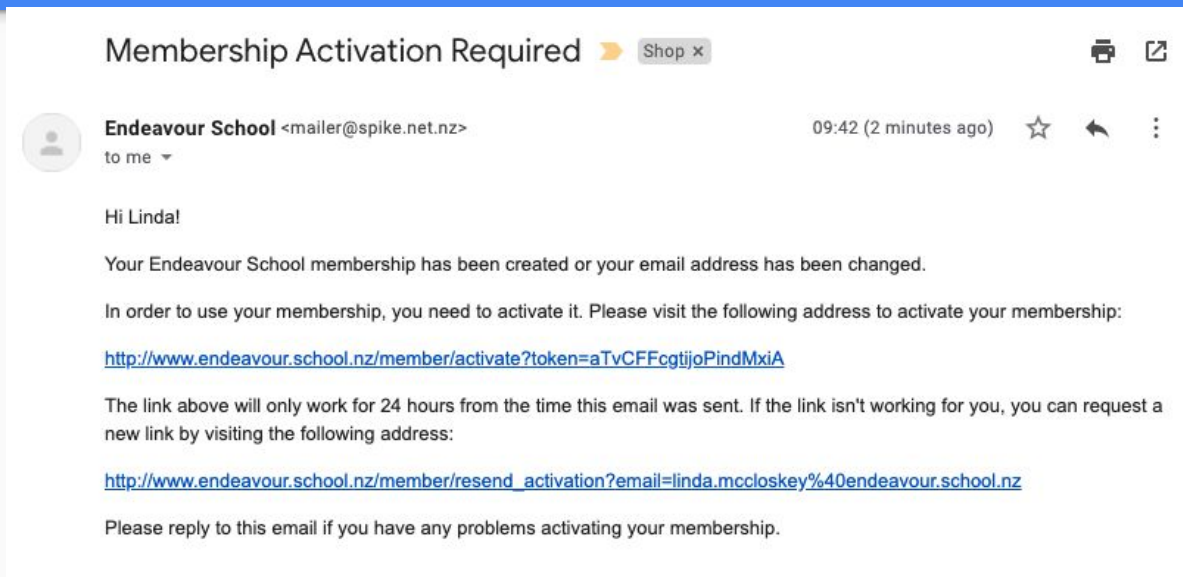 Membership Activation Required Shop ×
Endeavour School <mailer@spike.net.nz> 09:42 (2 minutes ago)
to me
Hi Linda!
Your Endeavour School membership has been created or your email address has been changed.
In order to use your membership, you need to activate it. Please visit the following address to activate your membership:
http://www.endeavour.school.nz/member/activate?token=aTvCFFcgtijoPindMxiA
The link above will only work for 24 hours from the time this email was sent. If the link isn't working for you, you can request a
new link by visiting the following address:
http://www.endeavour.school.nz/member/resend_activation?email=linda.mccloskey%40endeavour.school.nz
Please reply to this email if you have any problems activating your membership.